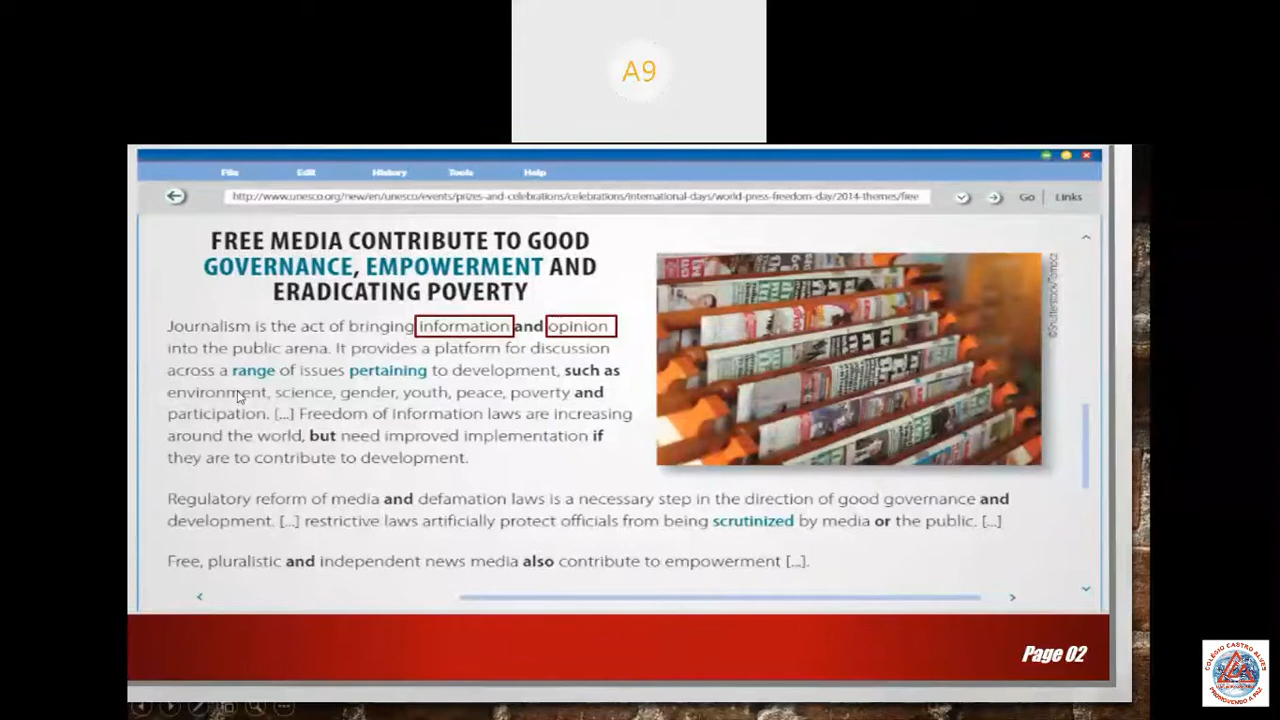 A9
File Edit History Tools Help
http://www.unesco.org/new/en/unesco/events/prizes-and-celebrations/celebrations/international-days/world-press-freedom-day/2014-themes/free
Go Links
FREE MEDIA CONTRIBUTE TO GOOD
GOVERNANCE, EMPOWERMENT AND
ERADICATING POVERTY
Journalism is the act of bringing information and opinion
into the public arena. It provides a platform for discussion
across a range of issues pertaining to development, such as
environment, science, gender, youth, peace, poverty and
participation. [...] Freedom of Information laws are increasing
around the world, but need improved implementation if
they are to contribute to development.
©Shutterstock/Tomo
Regulatory reform of media and defamation laws is a necessary step in the direction of good governance and
development. [...] restrictive laws artificially protect officials from being scrutinized by media or the public. [...]
Free, pluralistic and independent news media also contribute to empowerment [...].
Page 02
COLÉGIO CASTRO ALVES
PROMOVENDO A PAZ